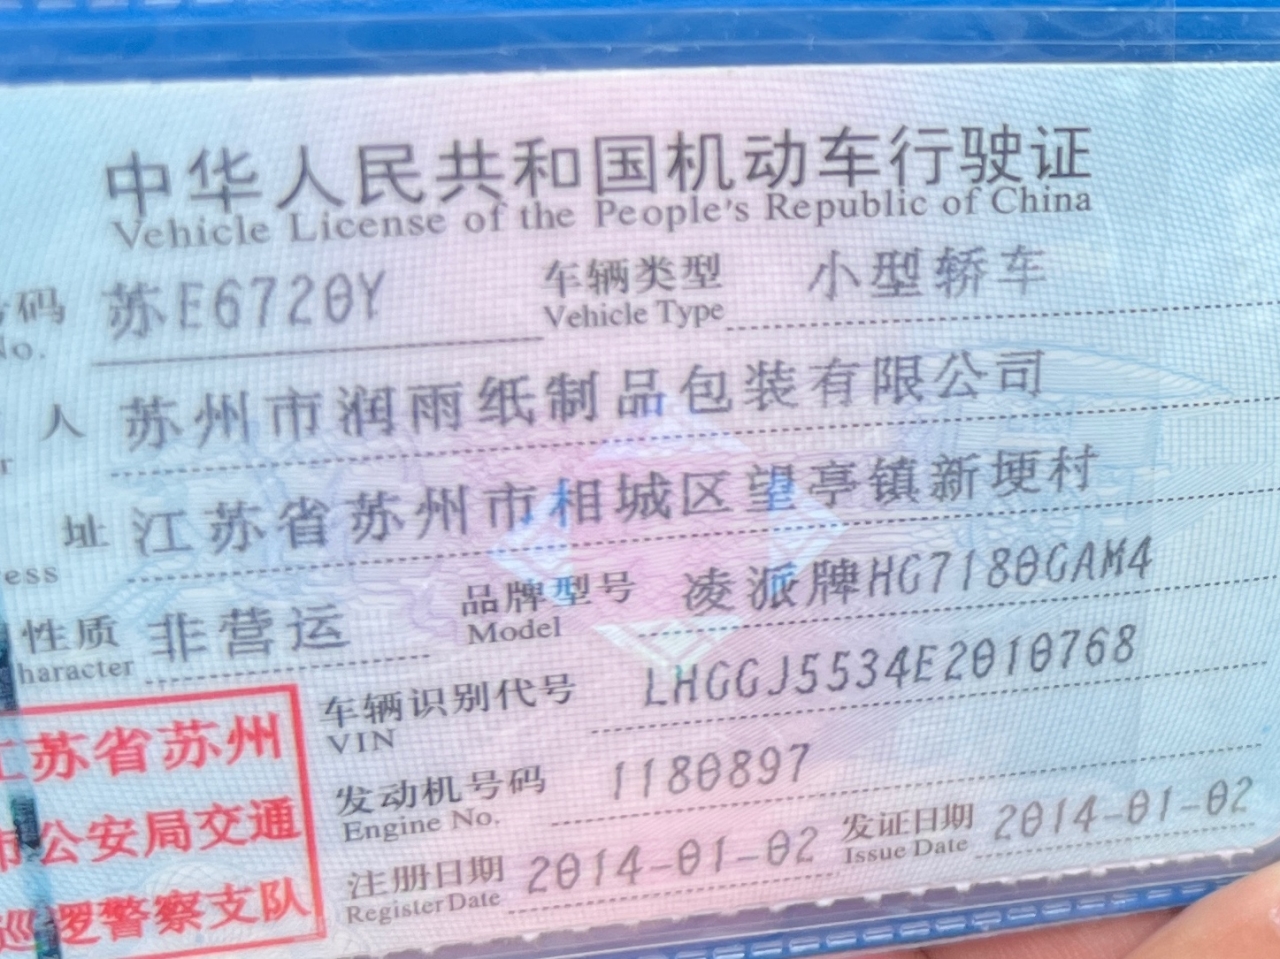 中华人民共和国机动车行驶证
Vehicle License of the People's Republic of China
号码 苏E6720Y 车辆类型 小型轿车
No. Vehicle Type
人 苏州市润雨纸制品包装有限公司
r
址 江苏省苏州市相城区望亭镇新埂村
ess
性质 非营运 品牌型号 凌派牌HG7180GAM4
haracter Model
车辆识别代号 LHGGJ5534E2010768
VIN
发动机号码 1180897
Engine No.
注册日期 2014-01-02 发证日期 2014-01-02
Register Date Issue Date
江苏省苏州
市公安局交通
巡逻警察支队